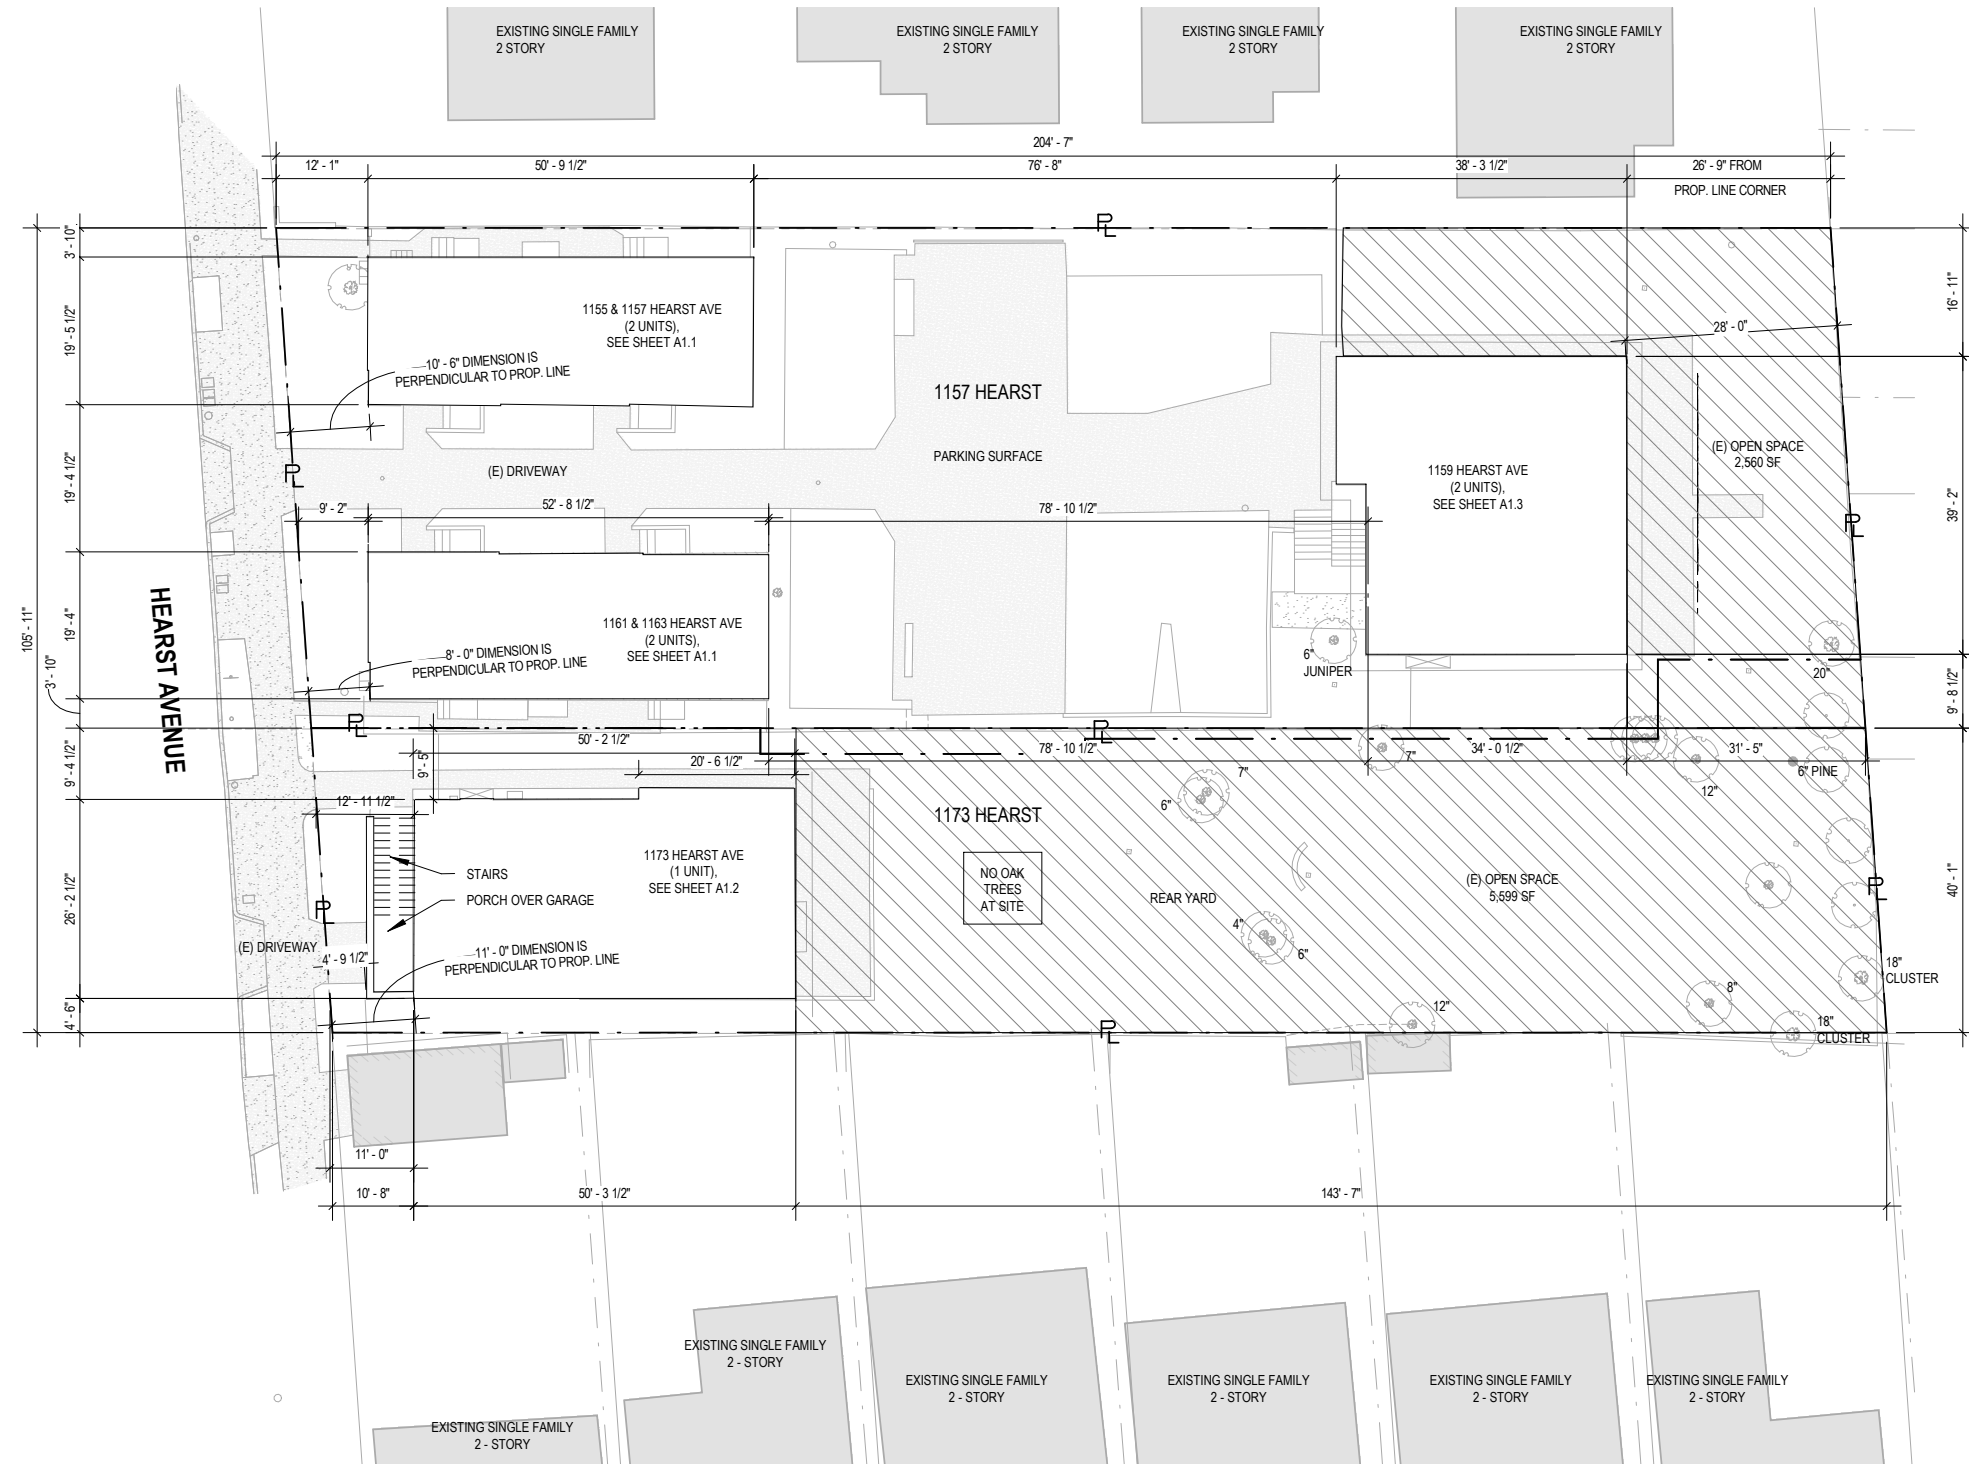 EXISTING SINGLE FAMILY
2 STORY
EXISTING SINGLE FAMILY
2 STORY
EXISTING SINGLE FAMILY
2 STORY
EXISTING SINGLE FAMILY
2 STORY
204' - 7"
12' - 1"
50' - 9 1/2"
76' - 8"
38' - 3 1/2"
26' - 9" FROM
PROP. LINE CORNER
PL
3' - 10"
19' - 5 1/2"
19' - 4 1/2"
19' - 4"
3' - 10"
105' - 11"
9' - 4 1/2"
26' - 2 1/2"
4' - 6"
16' - 11"
39' - 2"
9' - 8 1/2"
40' - 1"
1155 & 1157 HEARST AVE
(2 UNITS),
SEE SHEET A1.1
10' - 6" DIMENSION IS
PERPENDICULAR TO PROP. LINE
28' - 0"
1157 HEARST
PARKING SURFACE
(E) DRIVEWAY
PL
1159 HEARST AVE
(2 UNITS),
SEE SHEET A1.3
(E) OPEN SPACE
2,560 SF
PL
9' - 2"
52' - 8 1/2"
78' - 10 1/2"
HEARST AVENUE
1161 & 1163 HEARST AVE
(2 UNITS),
SEE SHEET A1.1
8' - 0" DIMENSION IS
PERPENDICULAR TO PROP. LINE
6"
JUNIPER
20"
PL
PL
50' - 2 1/2"
20' - 6 1/2"
9' - 5"
78' - 10 1/2"
34' - 0 1/2"
31' - 5"
7"
7"
6"
12"
6" PINE
12' - 11 1/2"
1173 HEARST
1173 HEARST AVE
(1 UNIT),
SEE SHEET A1.2
STAIRS
PORCH OVER GARAGE
NO OAK
TREES
AT SITE
REAR YARD
(E) OPEN SPACE
5,599 SF
PL
PL
4"
6"
(E) DRIVEWAY
4' - 9 1/2"
11' - 0" DIMENSION IS
PERPENDICULAR TO PROP. LINE
18"
CLUSTER
8"
12"
18"
CLUSTER
PL
11' - 0"
10' - 8"
50' - 3 1/2"
143' - 7"
EXISTING SINGLE FAMILY
2 - STORY
EXISTING SINGLE FAMILY
2 - STORY
EXISTING SINGLE FAMILY
2 - STORY
EXISTING SINGLE FAMILY
2 - STORY
EXISTING SINGLE FAMILY
2 - STORY
EXISTING SINGLE FAMILY
2 - STORY